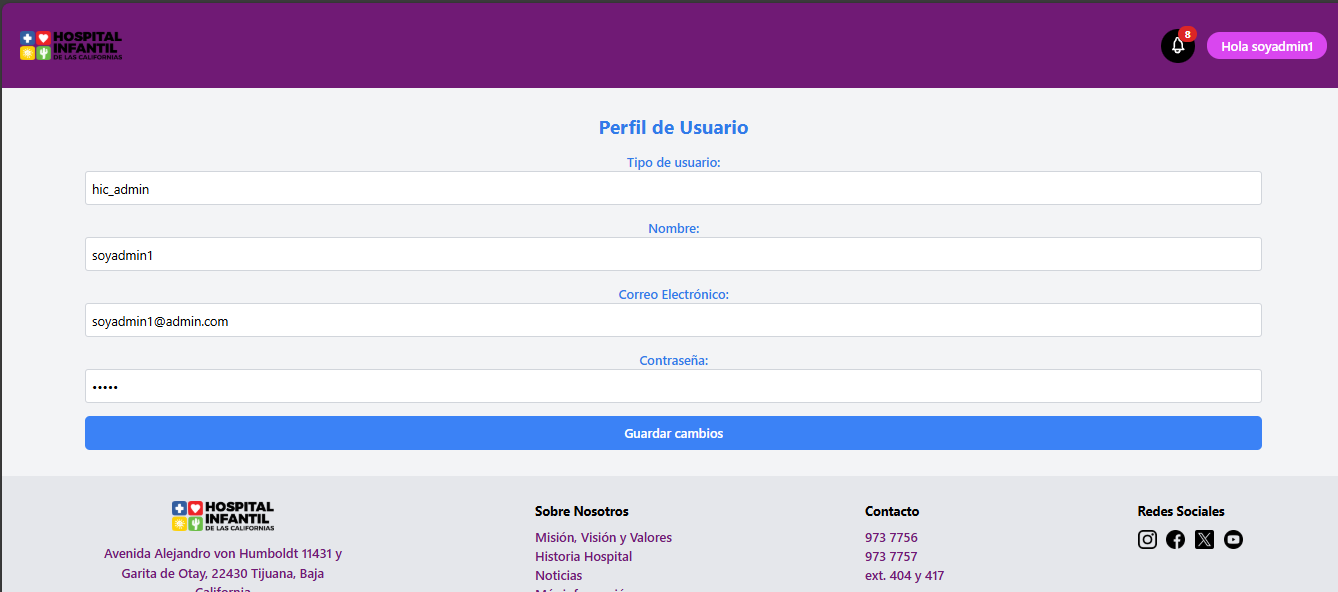 HOSPITAL
INFANTIL
DE LAS CALIFORNIAS
8
Hola soyadmin1
Perfil de Usuario
Tipo de usuario:
hic_admin
Nombre:
soyadmin1
Correo Electrónico:
soyadmin1@admin.com
Contraseña:
•••••
Guardar cambios
HOSPITAL
INFANTIL
DE LAS CALIFORNIAS
Avenida Alejandro von Humboldt 11431 y
Garita de Otay, 22430 Tijuana, Baja
California
Sobre Nosotros
Misión, Visión y Valores
Historia Hospital
Noticias
Más información
Contacto
973 7756
973 7757
ext. 404 y 417
Redes Sociales